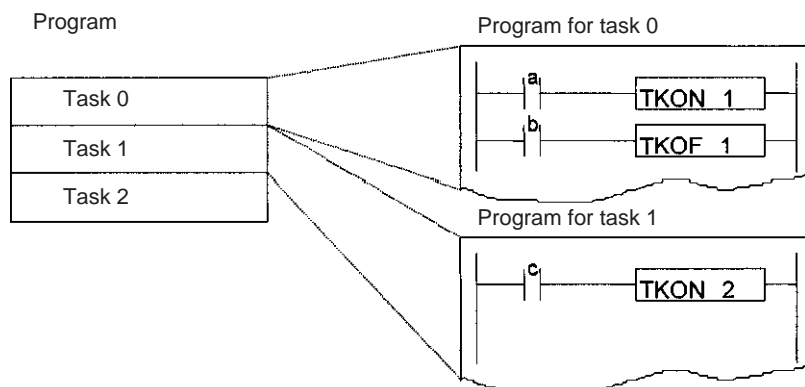 Program
Task 0
Task 1
Task 2
Program for task 0
a
TKON 1
b
TKOF 1
Program for task 1
c
TKON 2